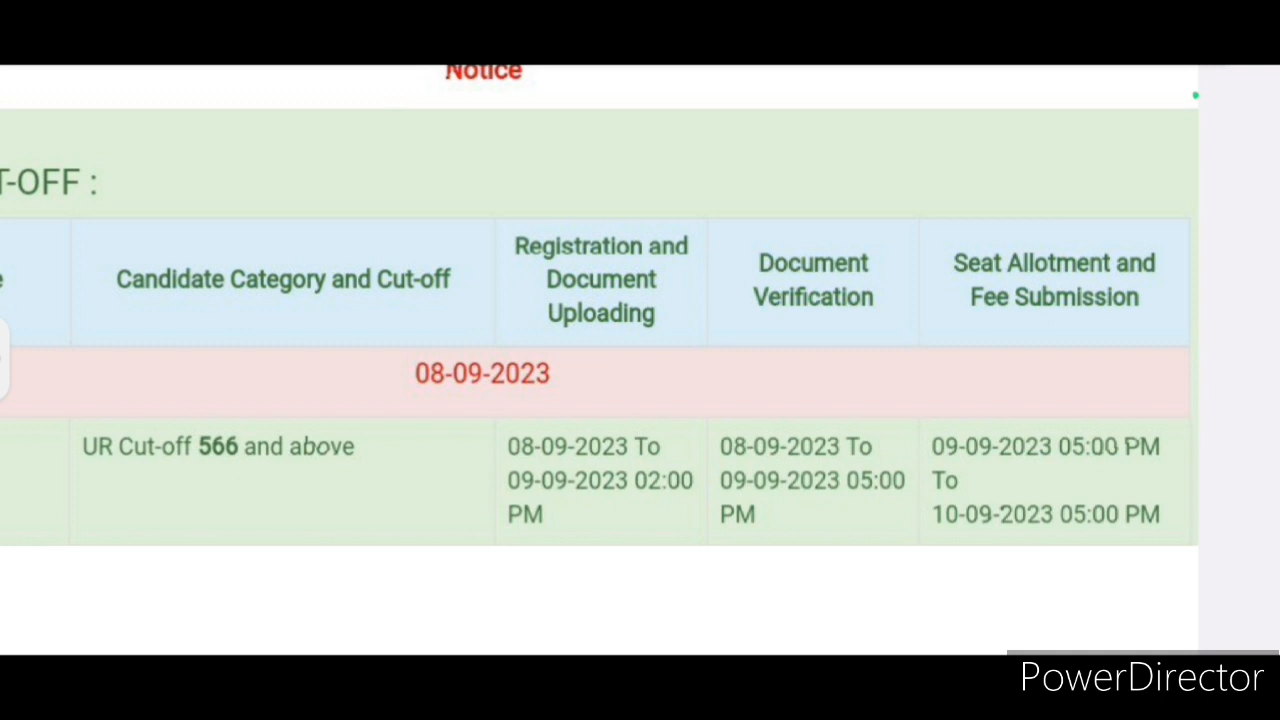 Notice
T-OFF :
e
Candidate Category and Cut-off
Registration and
Document
Uploading
Document
Verification
Seat Allotment and
Fee Submission
08-09-2023
UR Cut-off 566 and above
08-09-2023 To
09-09-2023 02:00
PM
08-09-2023 To
09-09-2023 05:00
PM
09-09-2023 05:00 PM
To
10-09-2023 05:00 PM
PowerDirector